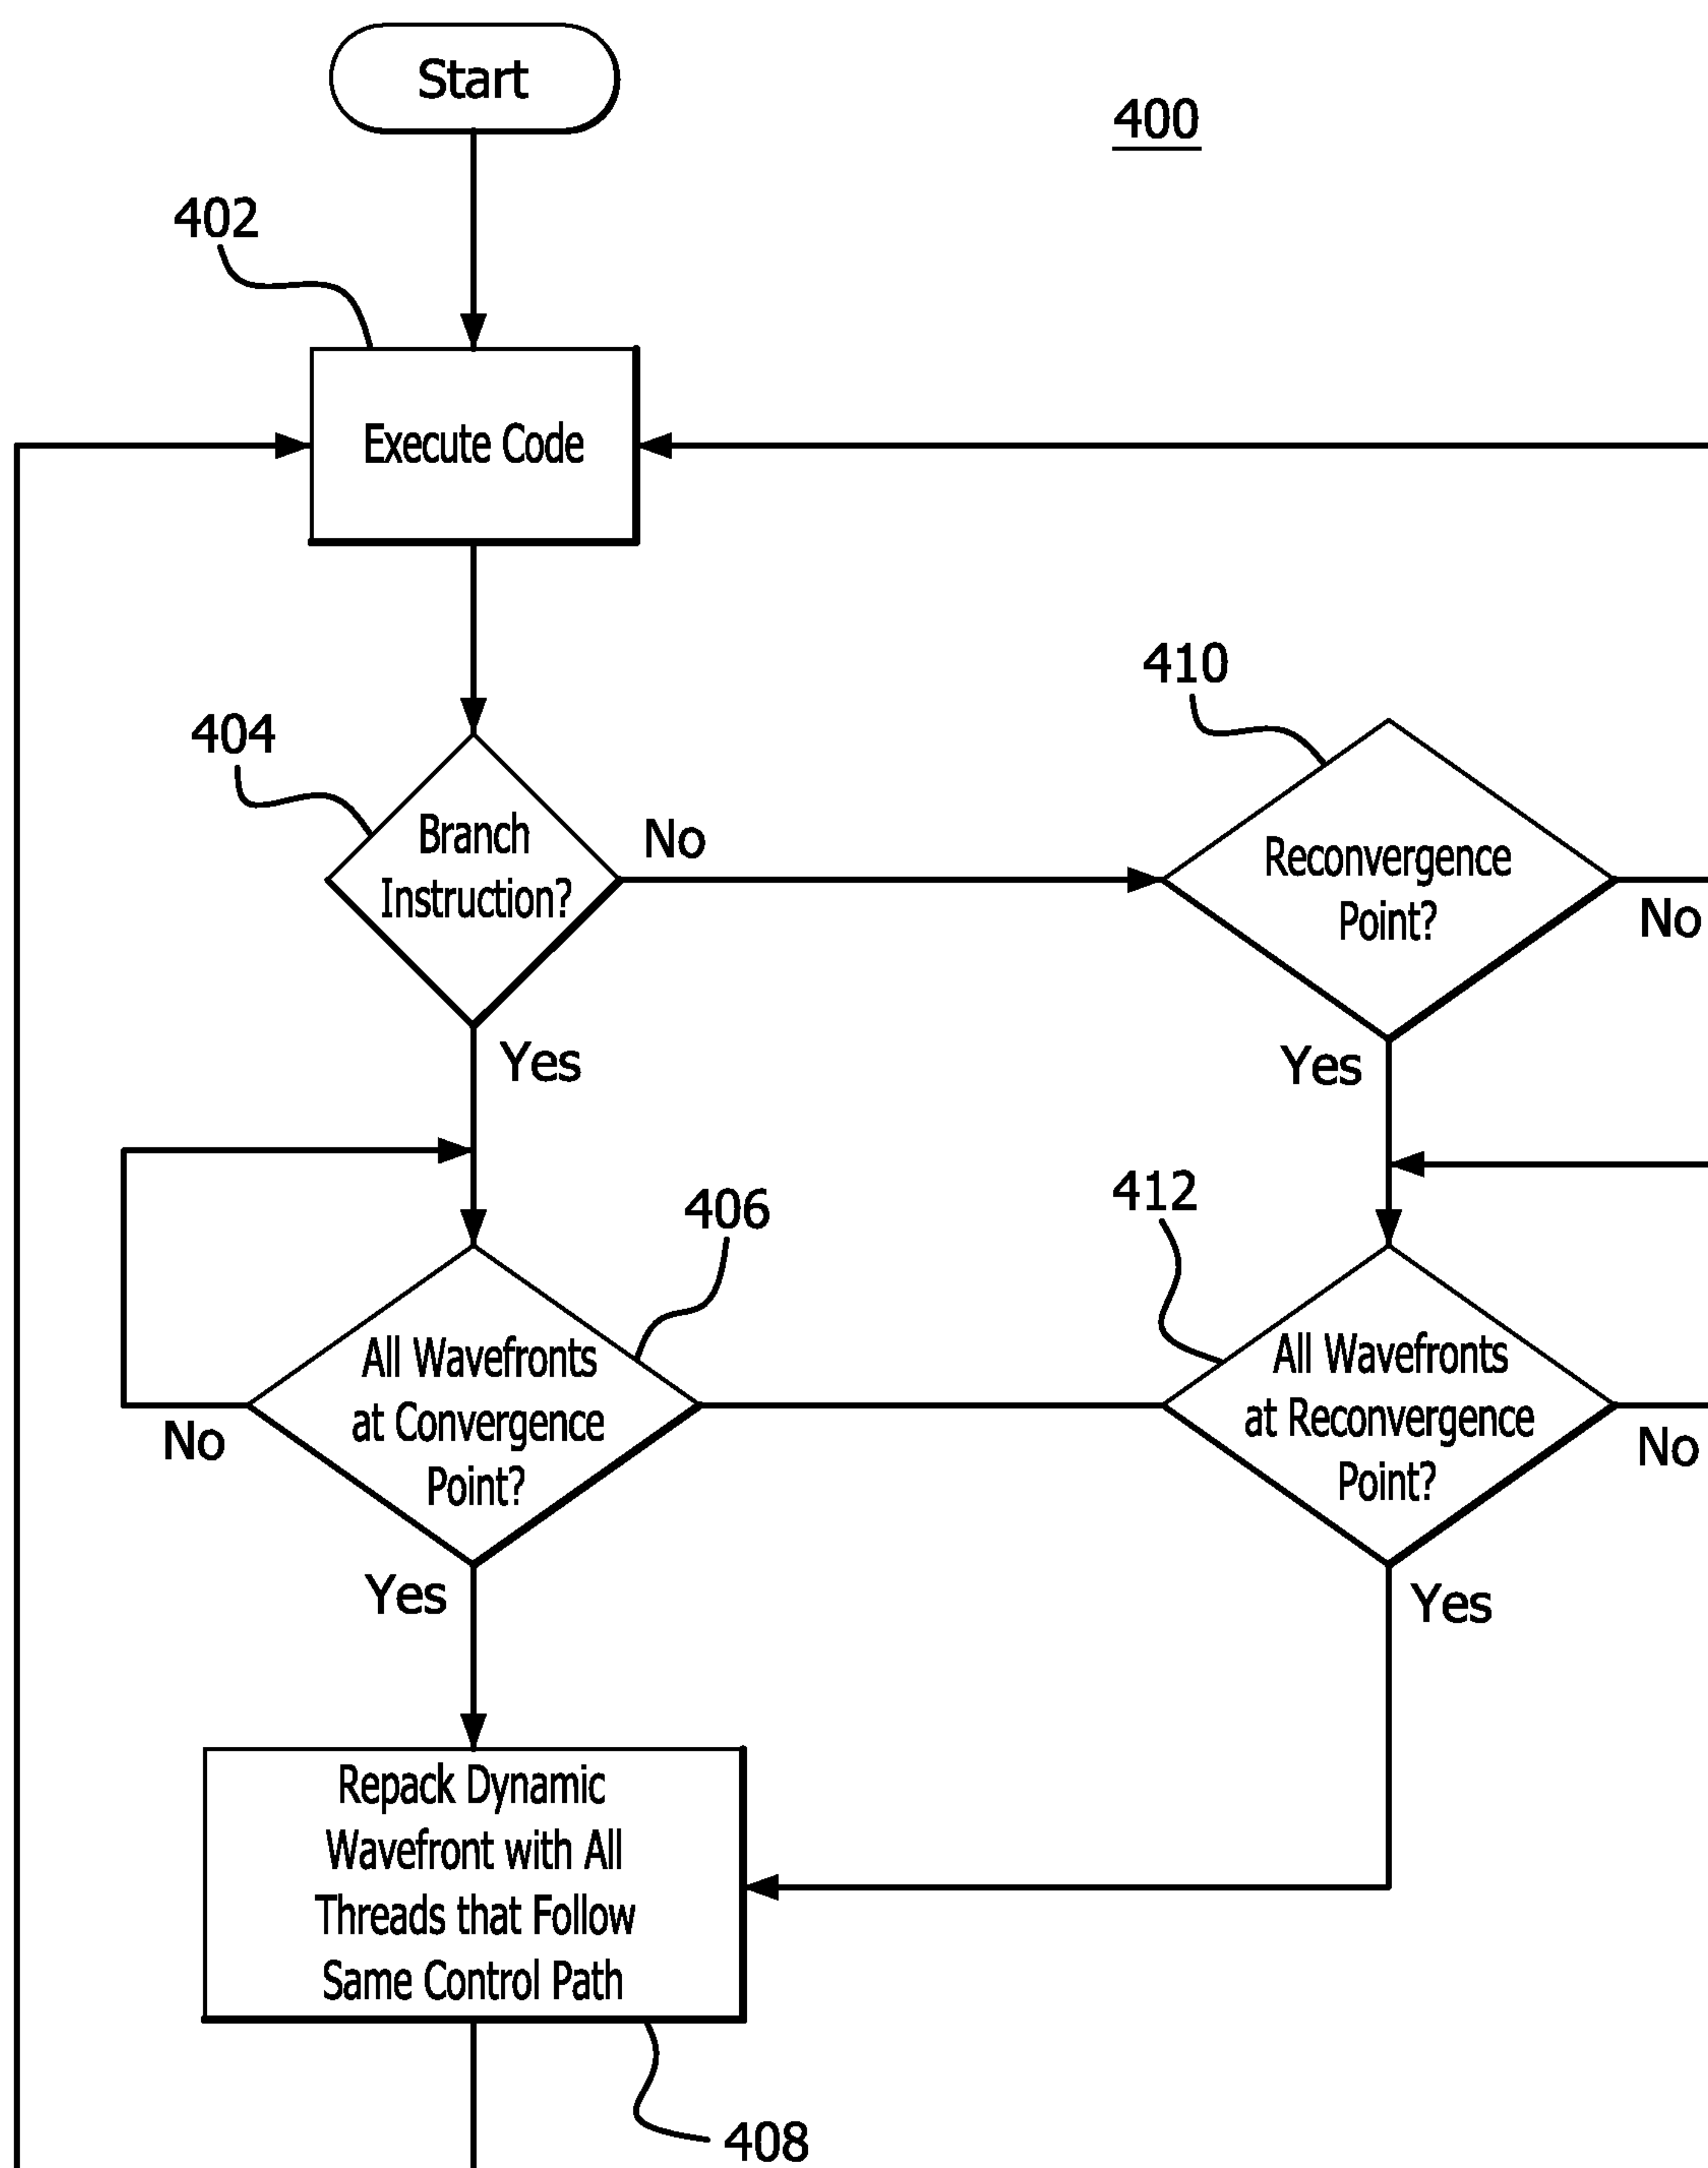 Start
400
402
Execute Code
410
404
Branch
Instruction?
No
Reconvergence
Point?
No
Yes
Yes
406
412
All Wavefronts
at Convergence
Point?
No
All Wavefronts
at Reconvergence
Point?
No
Yes
Yes
Repack Dynamic
Wavefront with All
Threads that Follow
Same Control Path
408